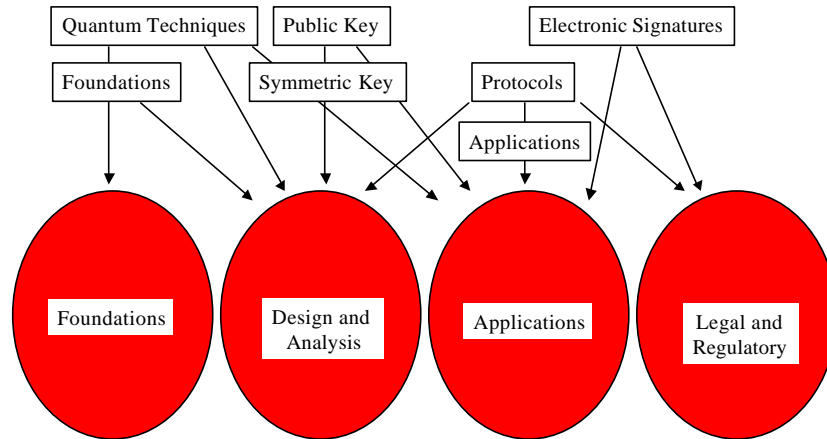 Quantum Techniques
Public Key
Electronic Signatures
Foundations
Symmetric Key
Protocols
Applications
Foundations
Design and
Analysis
Applications
Legal and
Regulatory